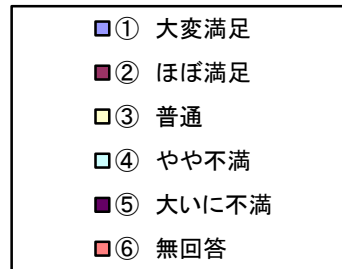 ① 大変満足
② ほぼ満足
③ 普通
④ やや不満
⑤ 大いに不満
⑥ 無回答